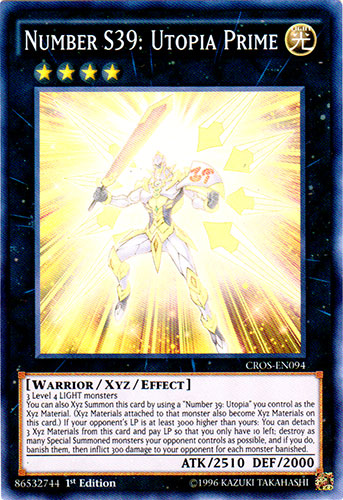 NUMBER S39: UTOPIA PRIME
LIGHT
光
39
CROS-EN094
[WARRIOR/XYZ/EFFECT]
3 Level 4 LIGHT monsters
You can also Xyz Summon this card by using a "Number 39: Utopia" you control as the
Xyz Material. (Xyz Materials attached to that monster also become Xyz Materials on
this card.) If your opponent's LP is at least 3000 higher than yours: You can detach
3 Xyz Materials from this card and pay LP so that you only have 10 left; destroy as
many Special Summoned monsters your opponent controls as possible, and if you do,
banish them, then inflict 300 damage to your opponent for each monster banished.
ATK/2510 DEF/2000
86532744 1st Edition ©1996 KAZUKI TAKAHASHI